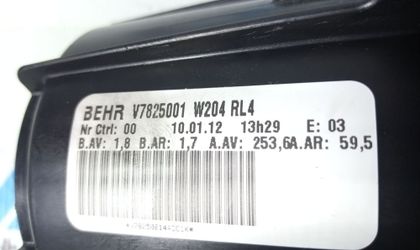 BEHR V7825001 W204 RL4
Nr Ctrl: 00 10.01.12 13h29 E: 03
B.AV: 1,8 B.AR: 1,7 A.AV: 253,6A.AR: 59,5